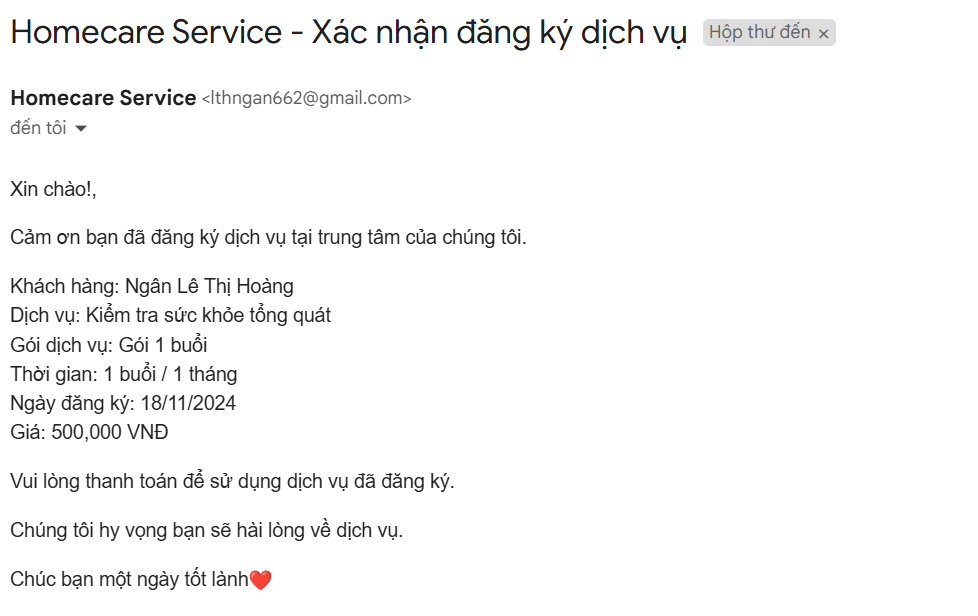 Homecare Service - Xác nhận đăng ký dịch vụ Hộp thư đến ×
Homecare Service <lthngan662@gmail.com>
đến tôi
Xin chào!,
Cảm ơn bạn đã đăng ký dịch vụ tại trung tâm của chúng tôi.
Khách hàng: Ngân Lê Thị Hoàng
Dịch vụ: Kiểm tra sức khỏe tổng quát
Gói dịch vụ: Gói 1 buổi
Thời gian: 1 buổi / 1 tháng
Ngày đăng ký: 18/11/2024
Giá: 500,000 VNĐ
Vui lòng thanh toán để sử dụng dịch vụ đã đăng ký.
Chúng tôi hy vọng bạn sẽ hài lòng về dịch vụ.
Chúc bạn một ngày tốt lành❤️